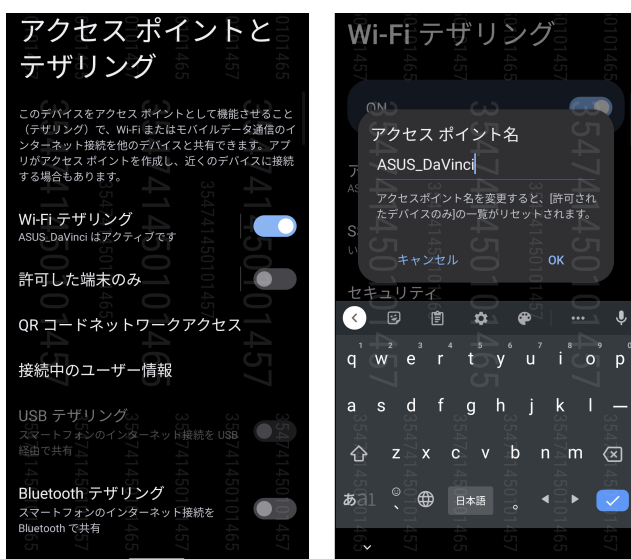 アクセス ポイントと
テザリング
このデバイスをアクセス ポイントとして機能させること
（テザリング）で、Wi-Fi またはモバイルデータ通信のイ
ンターネット接続を他のデバイスと共有できます。アプ
リがアクセス ポイントを作成し、近くのデバイスに接続
する場合もあります。
Wi-Fi テザリング
ASUS_DaVinci はアクティブです
許可した端末のみ
QR コードネットワークアクセス
接続中のユーザー情報
USB テザリング
スマートフォンのインターネット接続を USB
経由で共有
Bluetooth テザリング
スマートフォンのインターネット接続を
Bluetooth で共有
Wi-Fi テザリング
ON
アクセス ポイント名
ASUS_DaVinci
アクセスポイント名を変更すると、[許可され
たデバイスのみ]の一覧がリセットされます。
キャンセル OK
セキュリティ
1 2 3 4 5 6 7 8 9 0
q w e r t y u i o p
a s d f g h j k l ー
z x c v b n m
あa1 、 日本語 。